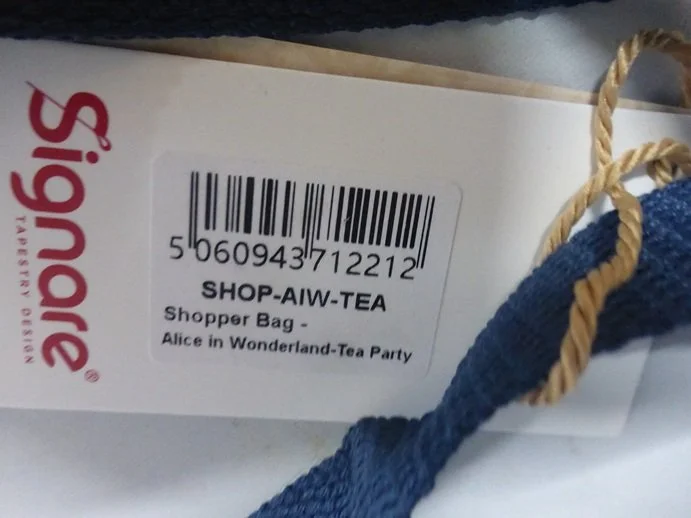 Signare®
TAPESTRY DESIGN
5 060943 712212
SHOP-AIW-TEA
Shopper Bag -
Alice in Wonderland-Tea Party